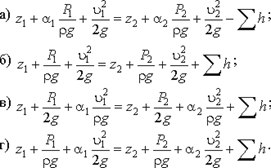 а) z₁ + α₁ P₁/ρg + υ₁²/2g = z₂ + α₂ P₂/ρg + υ₂²/2g − ∑h;
б) z₁ + P₁/ρg + υ₁²/2g = z₂ + P₂/ρg + υ₂²/2g + ∑h;
в) z₁ + P₁/2g + α₁ υ₁²/ρg = z₂ + P₂/2g + α₂ υ₂²/ρg + ∑h;
г) z₁ + P₁/ρg + α₁ υ₁²/2g = z₂ + P₂/ρg + α₂ υ₂²/2g + ∑h.